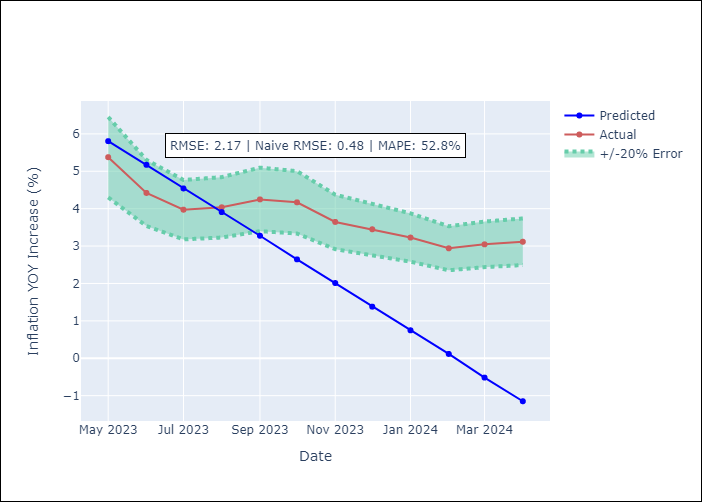 RMSE: 2.17 | Naive RMSE: 0.48 | MAPE: 52.8%
Predicted
Actual
+/-20% Error
Inflation YOY Increase (%)
6
5
4
3
2
1
0
−1
May 2023
Jul 2023
Sep 2023
Nov 2023
Jan 2024
Mar 2024
Date